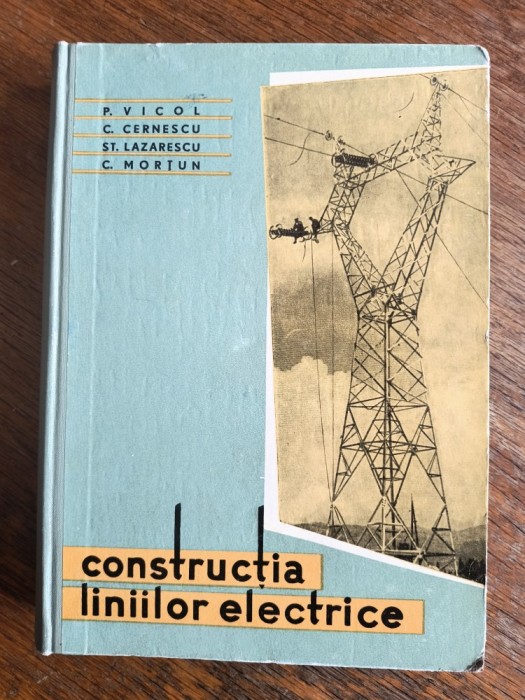 P. VICOL
C. CERNESCU
ST. LAZARESCU
C. MORȚUN
construcția
liniilor electrice